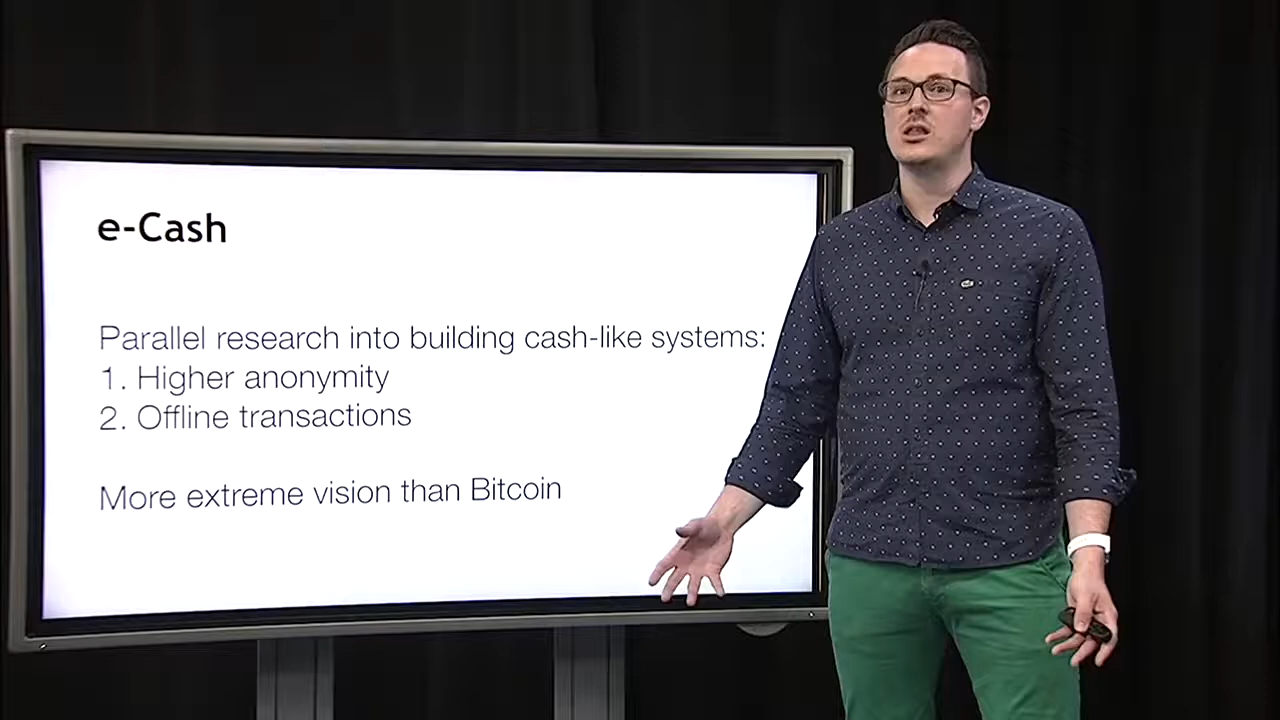 e-Cash
Parallel research into building cash-like systems:
1. Higher anonymity
2. Offline transactions
More extreme vision than Bitcoin